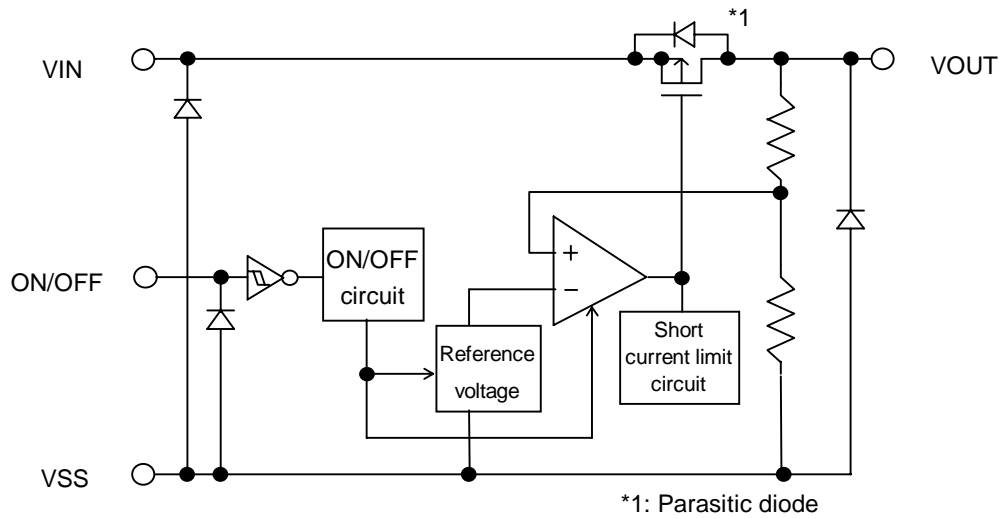 *1
VIN
VOUT
ON/OFF
ON/OFF
circuit
+
−
Reference
voltage
Short
current limit
circuit
VSS
*1: Parasitic diode